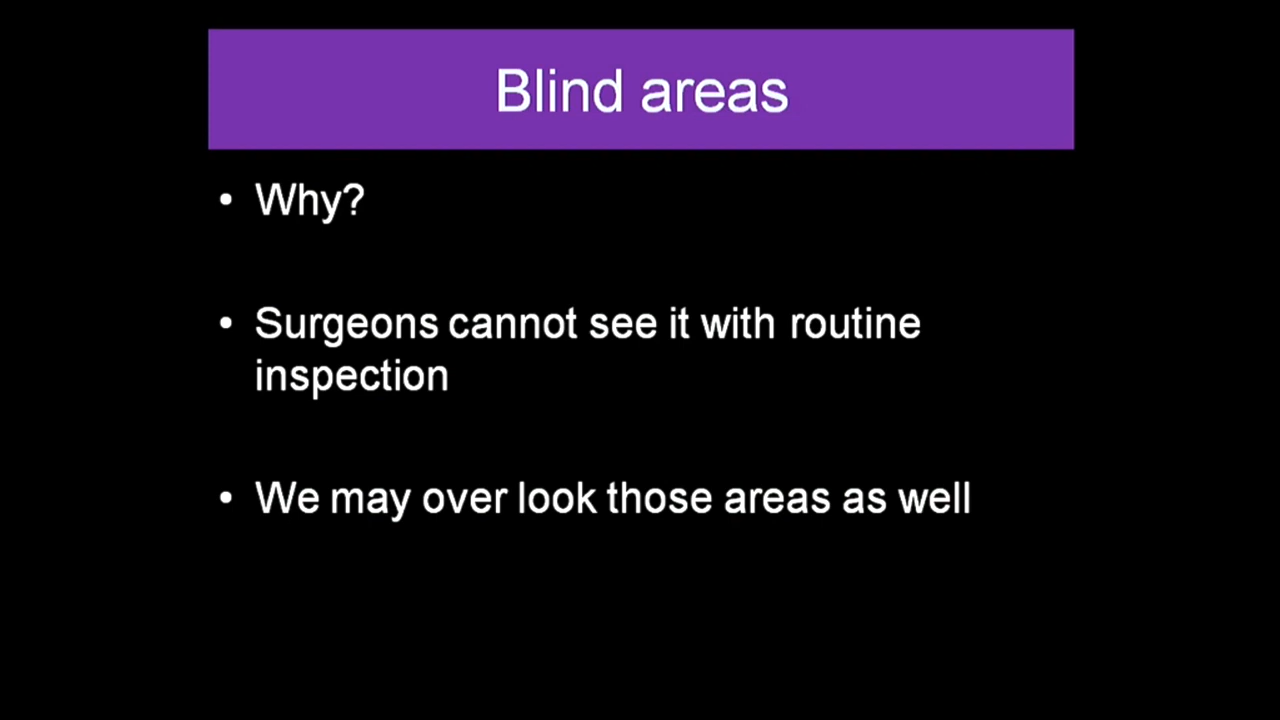 Blind areas
• Why?
• Surgeons cannot see it with routine
inspection
• We may over look those areas as well